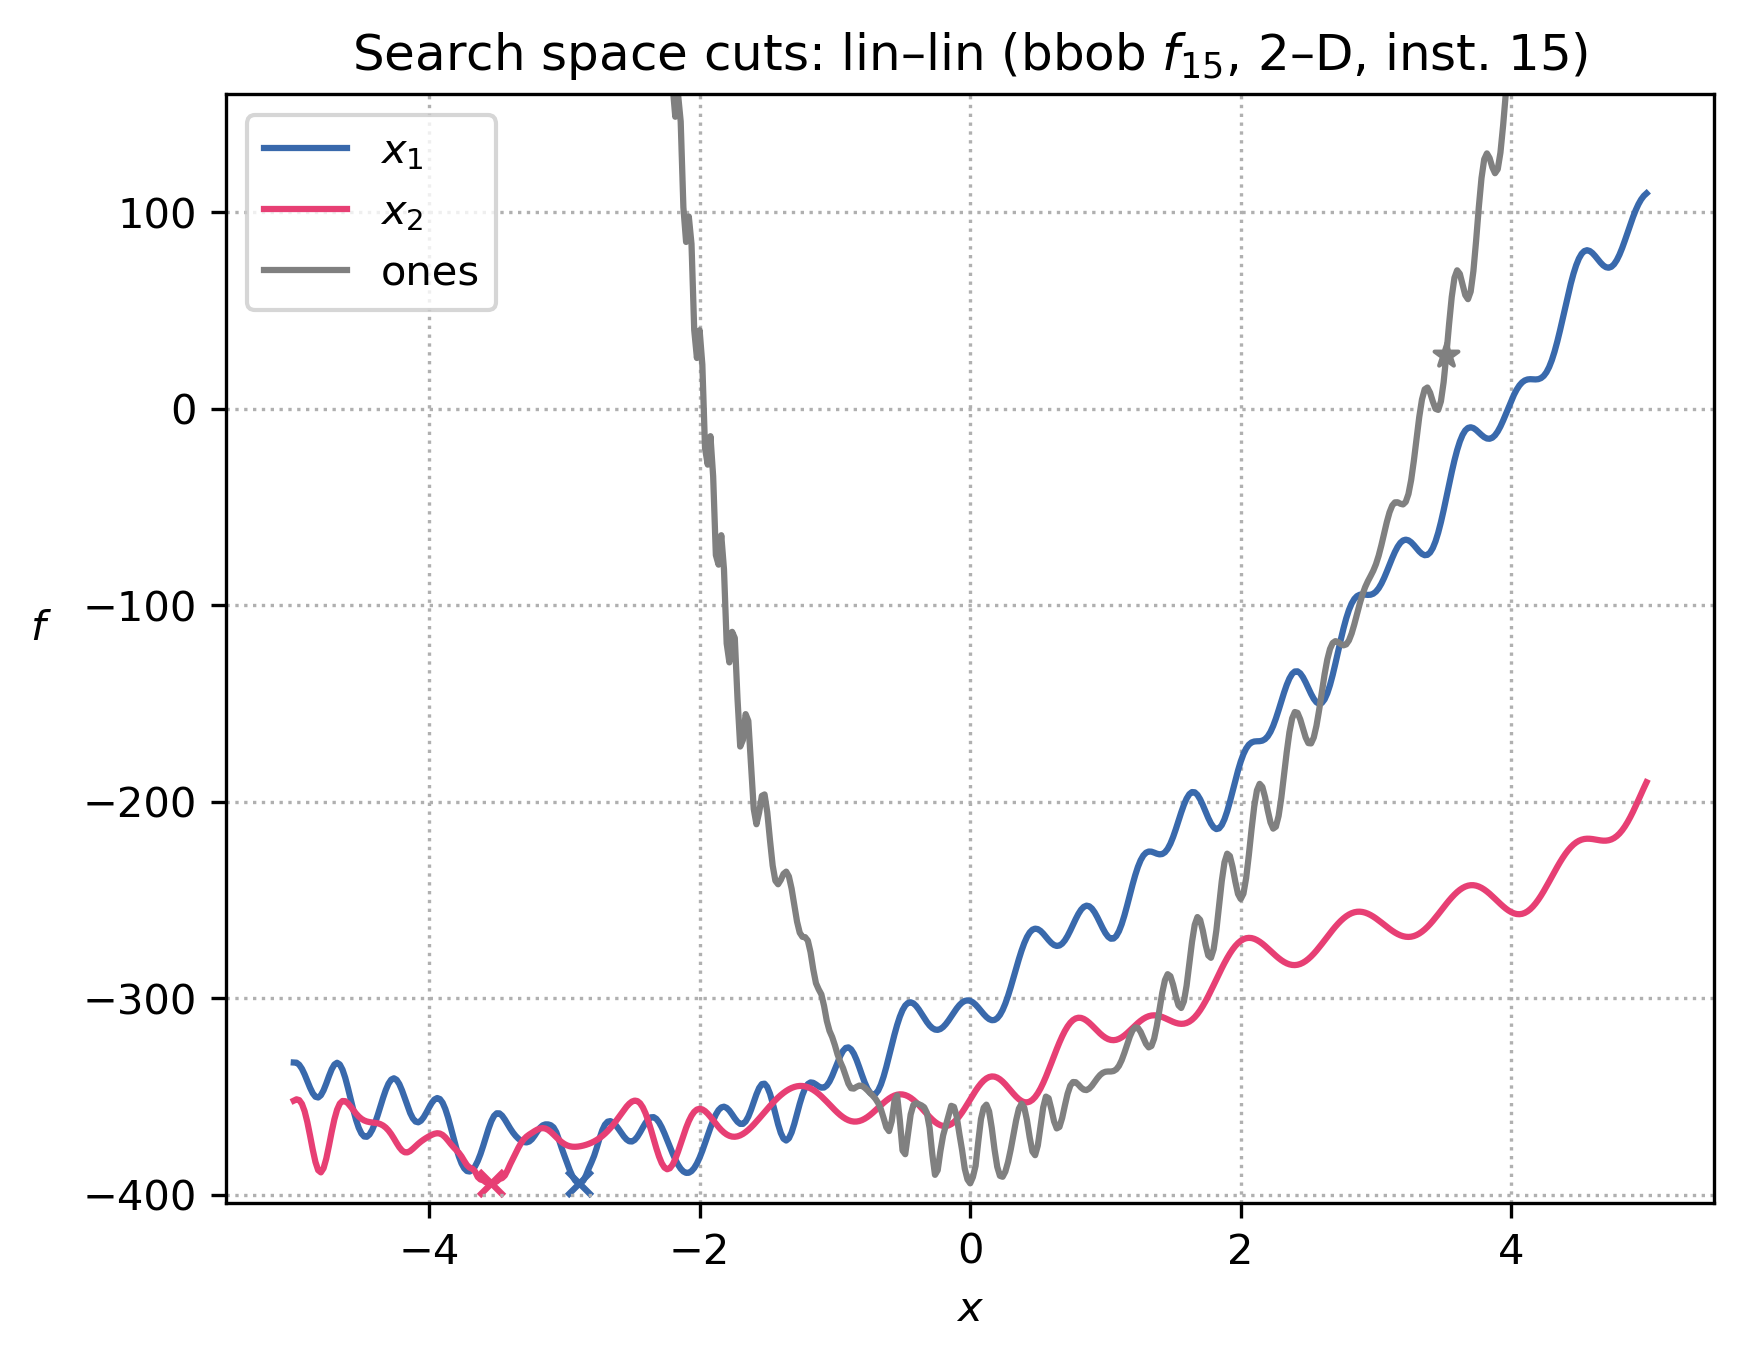 Search space cuts: lin–lin (bbob f₁₅, 2–D, inst. 15)
x₁
x₂
ones
100
0
−100
−200
−300
−400
f
−4
−2
0
2
4
x